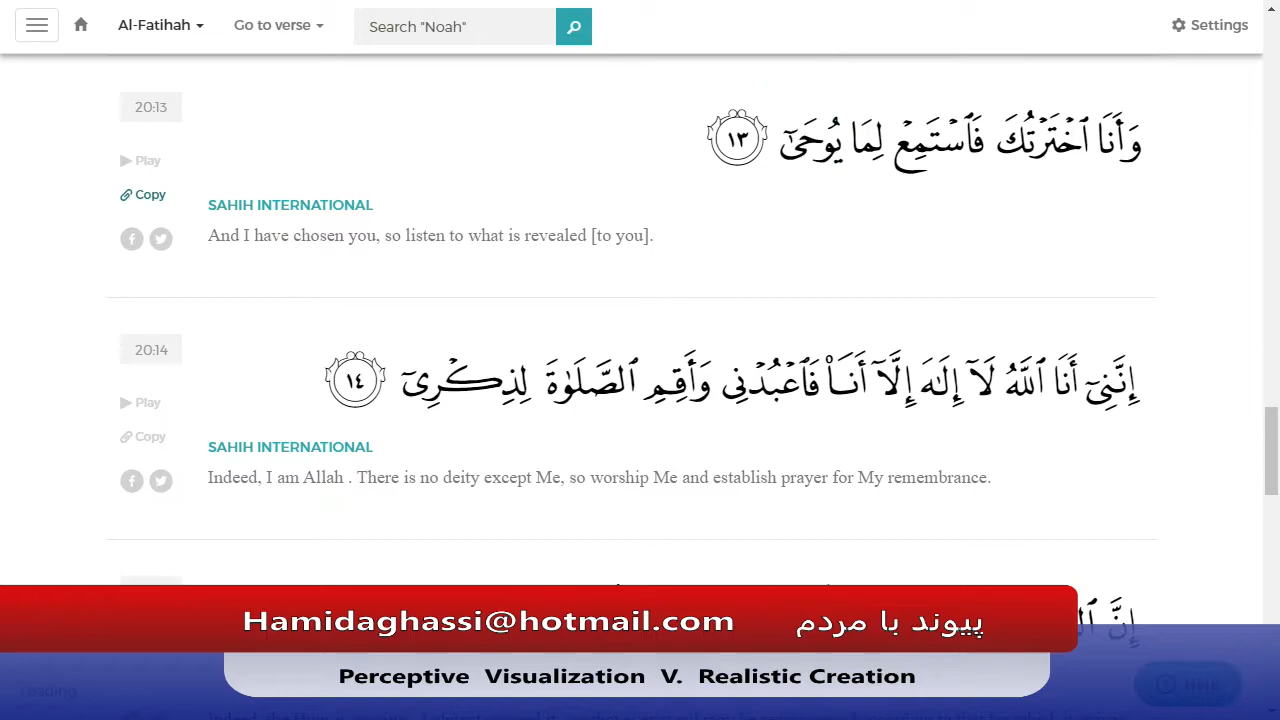 Al-Fatihah
Go to verse
Search "Noah"
Settings
20:13
وَأَنَا ٱخْتَرْتُكَ فَٱسْتَمِعْ لِمَا يُوحَىٰٓ ١٣
Play
Copy
SAHIH INTERNATIONAL
And I have chosen you, so listen to what is revealed [to you].
20:14
إِنَّنِىٓ أَنَا ٱللَّهُ لَآ إِلَـٰهَ إِلَّآ أَنَا۠ فَٱعْبُدْنِى وَأَقِمِ ٱلصَّلَوٰةَ لِذِكْرِىٓ ١٤
Play
Copy
SAHIH INTERNATIONAL
Indeed, I am Allah . There is no deity except Me, so worship Me and establish prayer for My remembrance.
إِنَّ
Hamidaghassi@hotmail.com پیوند با مردم
Perceptive Visualization V. Realistic Creation
Loading
Help